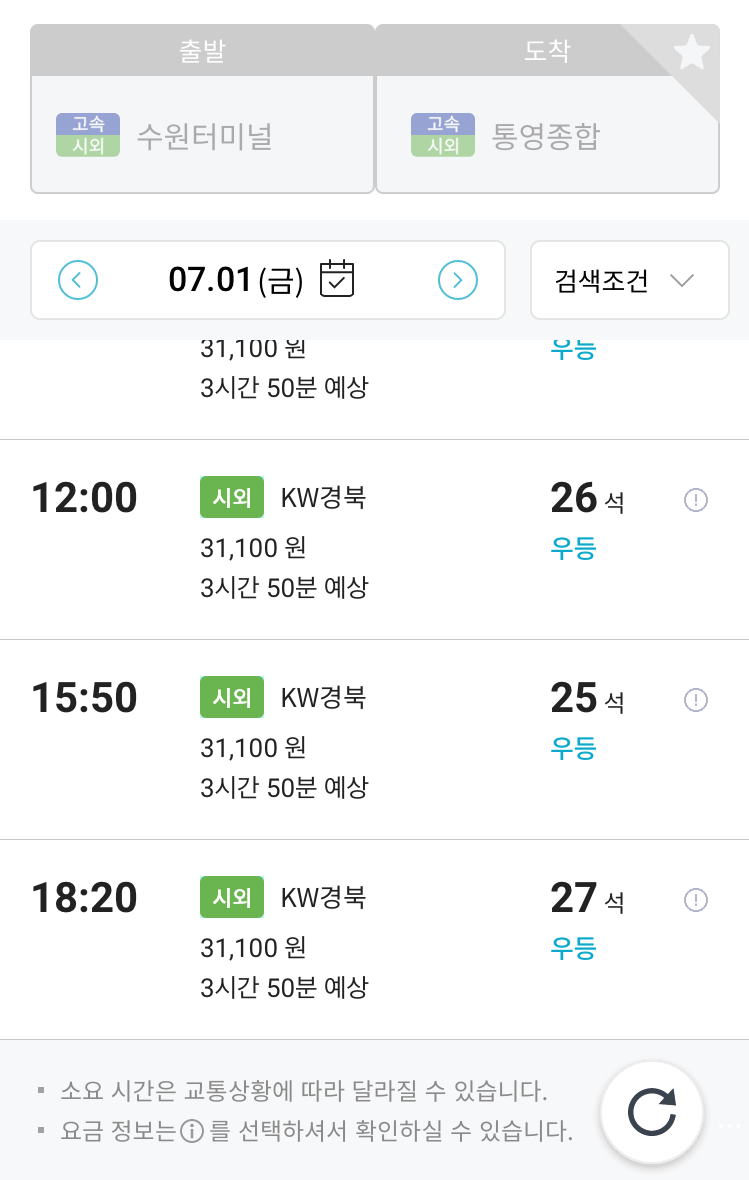 출발 도착
고속 시외 수원터미널 고속 시외 통영종합
07.01 (금) 검색조건
31,100 원 우등
3시간 50분 예상
12:00 시외 KW경북 26 석
31,100 원 우등
3시간 50분 예상
15:50 시외 KW경북 25 석
31,100 원 우등
3시간 50분 예상
18:20 시외 KW경북 27 석
31,100 원 우등
3시간 50분 예상
▪ 소요 시간은 교통상황에 따라 달라질 수 있습니다.
▪ 요금 정보는ⓘ를 선택하셔서 확인하실 수 있습니다.